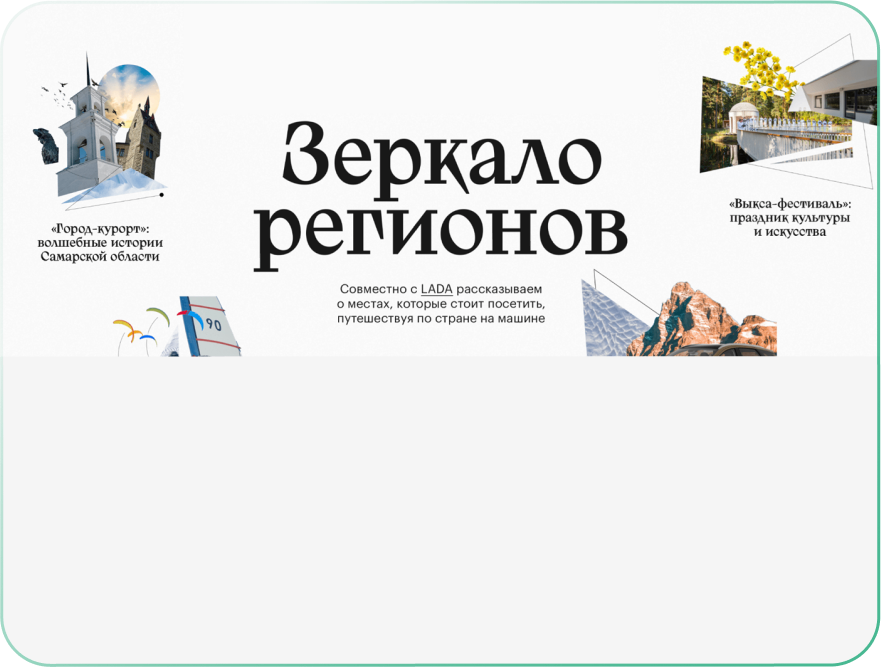 Зеркало
регионов
Совместно с LADA рассказываем
о местах, которые стоит посетить,
путешествуя по стране на машине
«Город-курорт»:
волшебные истории
Самарской области
«Выкса-фестиваль»:
праздник культуры
и искусства
90